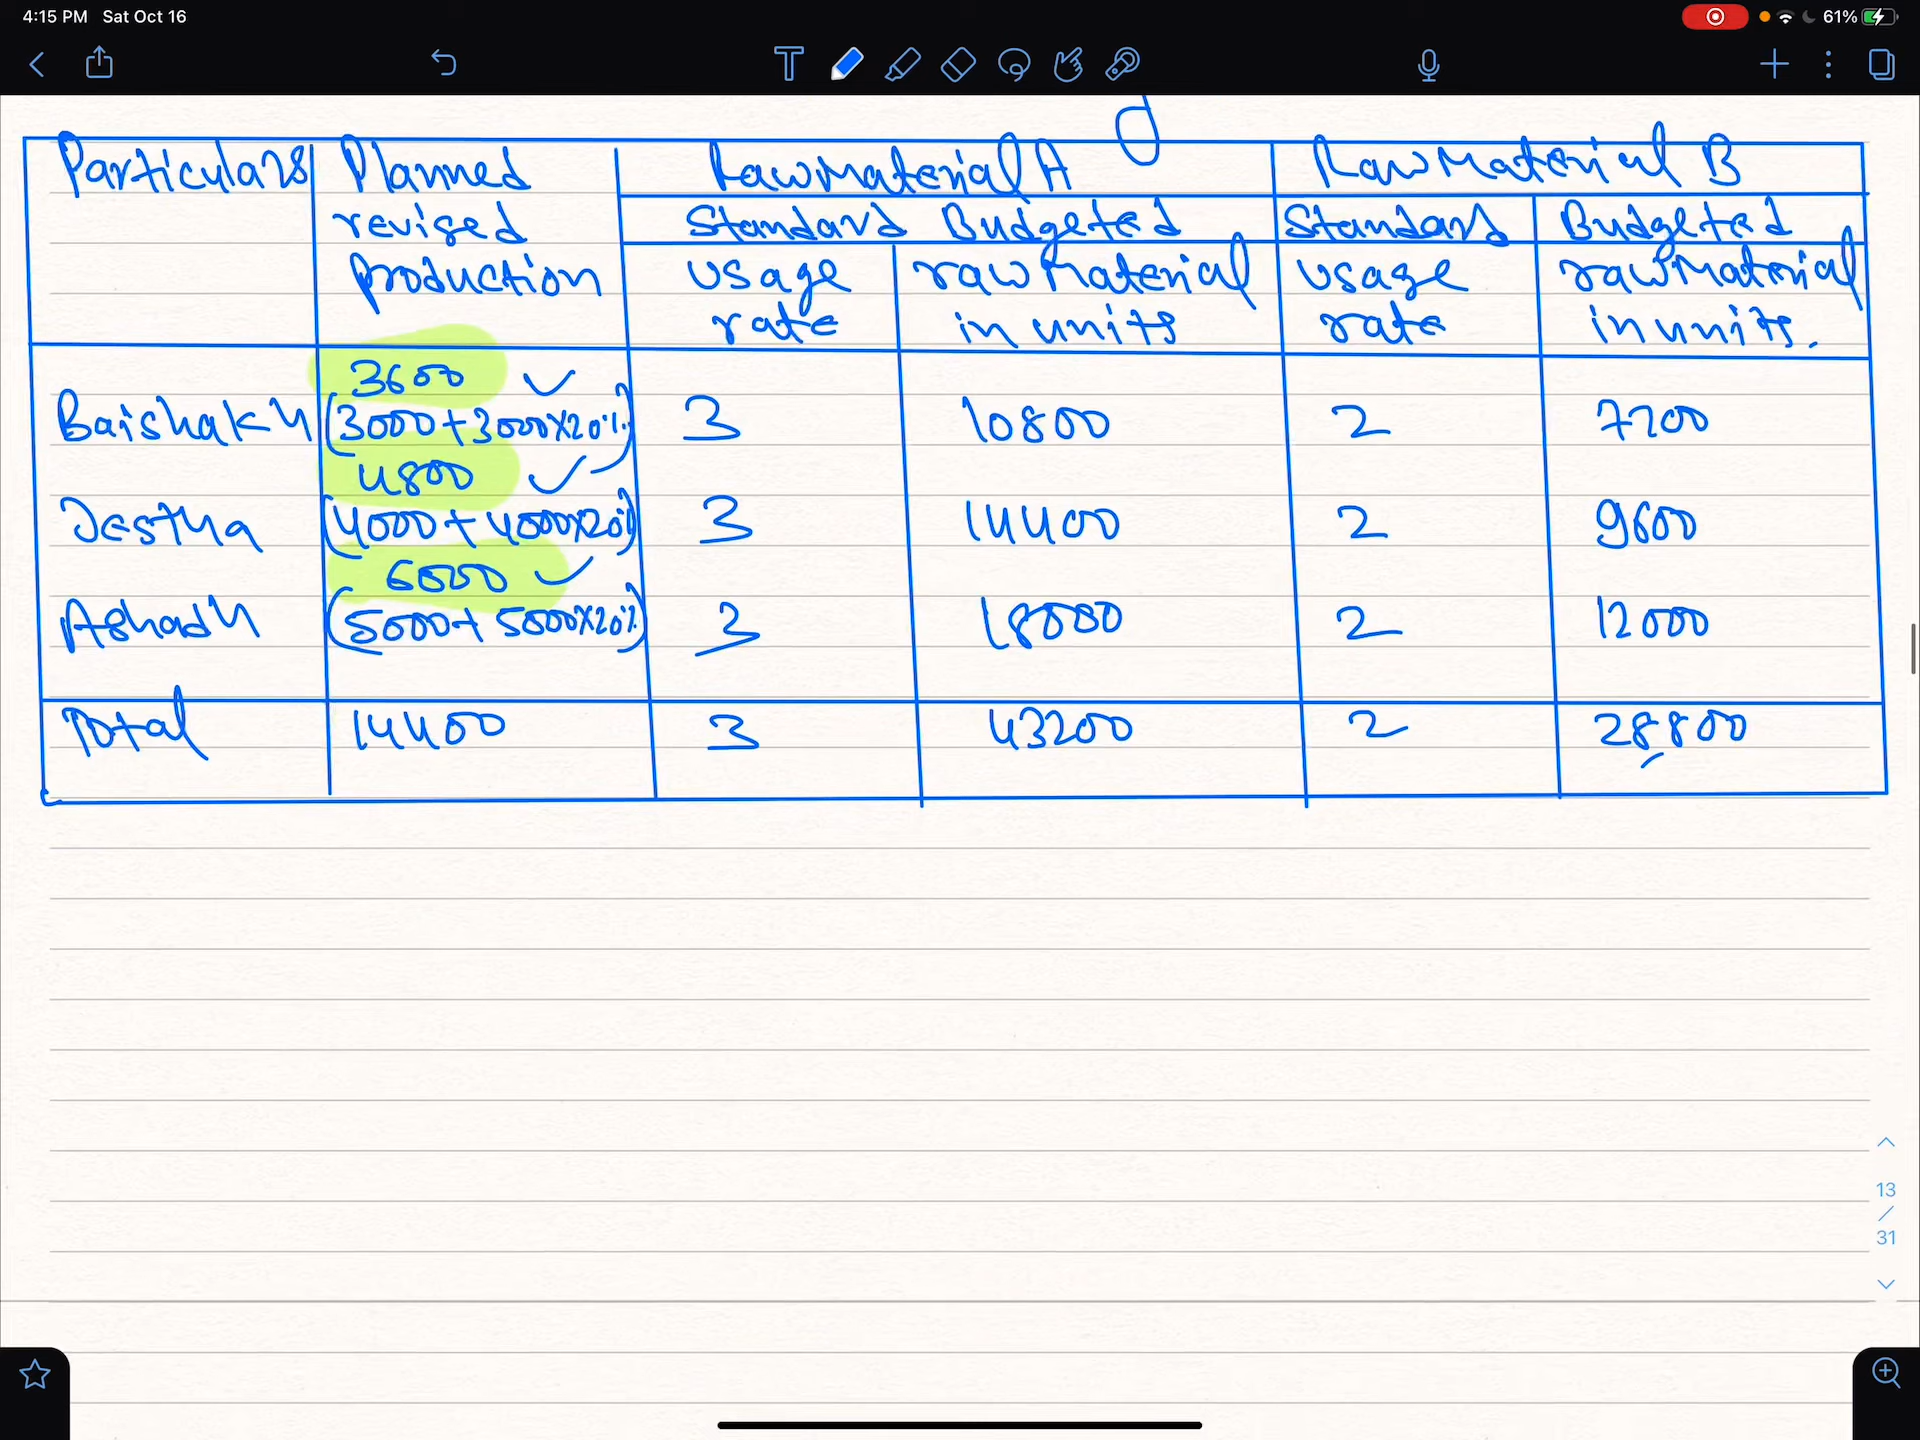 4:15 PM Sat Oct 16
61%
Particulars Planned Raw Material A Raw Material B
revised Standard Budgeted Standard Budgeted
production usage raw Material usage raw Material
rate in units rate in units.
3600
Baishakh (3000+3000×20%) 3 10800 2 7200
4800
Jestha (4000+4000×20%) 3 14400 2 9600
6000
Ashadh (5000+5000×20%) 3 18000 2 12000
Total 14400 3 43200 2 28800
13
/
31